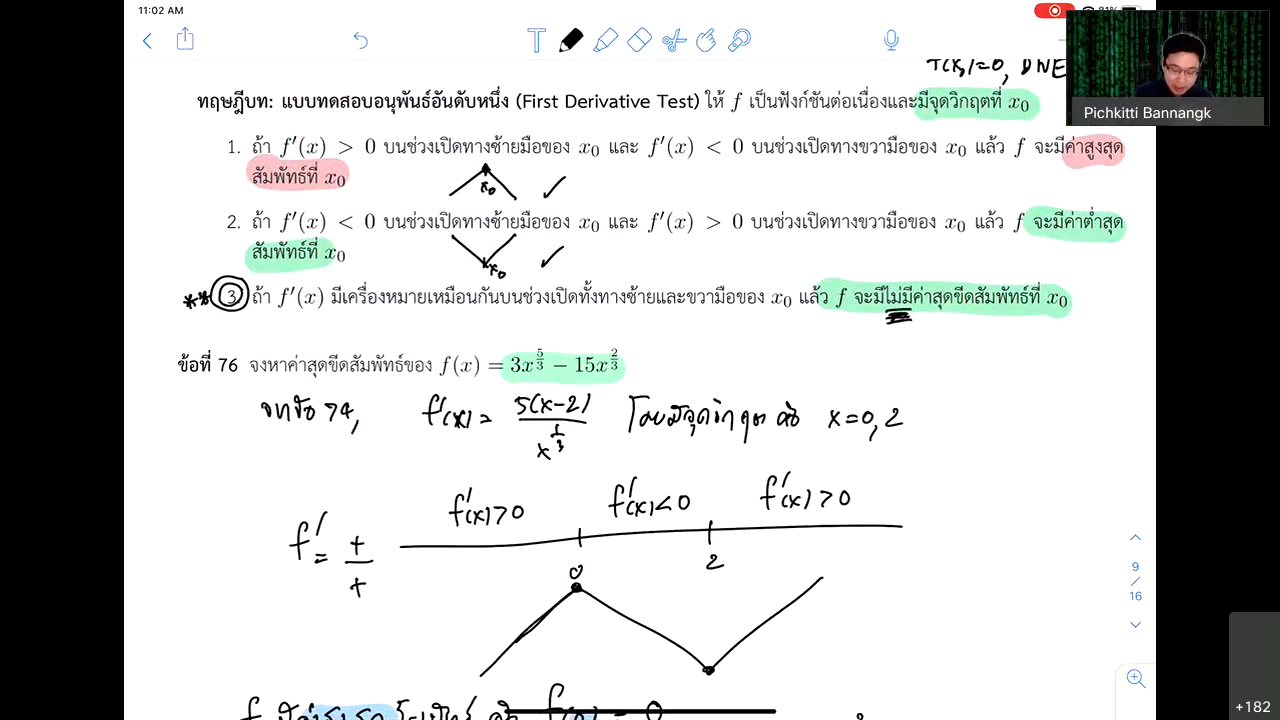 11:02 AM
81%
f'(x)=0, DNE
ทฤษฎีบท: แบบทดสอบอนุพันธ์อันดับหนึ่ง (First Derivative Test) ให้ f เป็นฟังก์ชันต่อเนื่องและมีจุดวิกฤตที่ x₀
Pichkitti Bannangk
1. ถ้า f′(x) > 0 บนช่วงเปิดทางซ้ายมือของ x₀ และ f′(x) < 0 บนช่วงเปิดทางขวามือของ x₀ แล้ว f จะมีค่าสูงสุด
สัมพัทธ์ที่ x₀
x₀
2. ถ้า f′(x) < 0 บนช่วงเปิดทางซ้ายมือของ x₀ และ f′(x) > 0 บนช่วงเปิดทางขวามือของ x₀ แล้ว f จะมีค่าต่ำสุด
สัมพัทธ์ที่ x₀
x₀
3. ถ้า f′(x) มีเครื่องหมายเหมือนกันบนช่วงเปิดทั้งทางซ้ายและขวามือของ x₀ แล้ว f จะมีไม่มีค่าสุดขีดสัมพัทธ์ที่ x₀
ข้อที่ 76 จงหาค่าสุดขีดสัมพัทธ์ของ f(x) = 3x^(5/3) − 15x^(2/3)
จากข้อ 74, f'(x) = 5(x-2)/x^(1/3) โดยมีจุดวิกฤต คือ x=0, 2
f'(x)>0 f'(x)<0 f'(x)>0
f' = +/+
0 2
9
/
16
+182